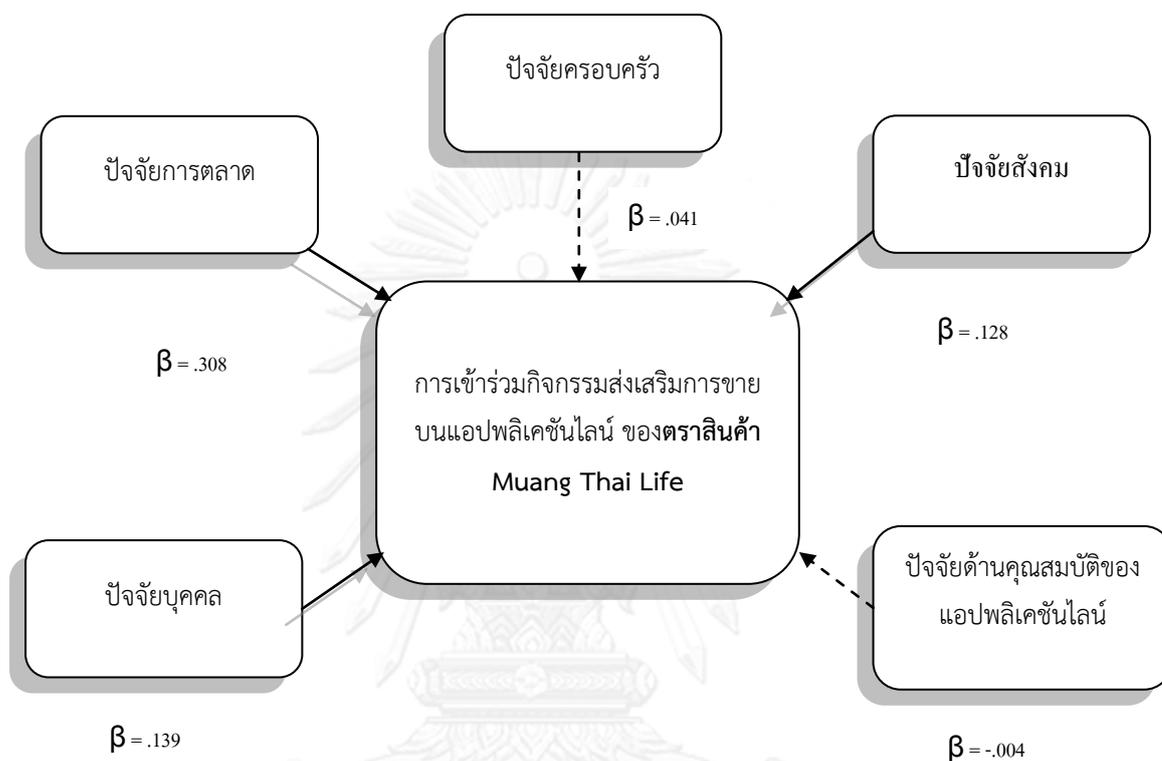 ปัจจัยครอบครัว
ปัจจัยการตลาด
ปัจจัยสังคม
β = .041
β = .308
β = .128
การเข้าร่วมกิจกรรมส่งเสริมการขาย
บนแอปพลิเคชันไลน์ ของตราสินค้า
Muang Thai Life
ปัจจัยบุคคล
ปัจจัยด้านคุณสมบัติของ
แอปพลิเคชันไลน์
β = .139
β = -.004